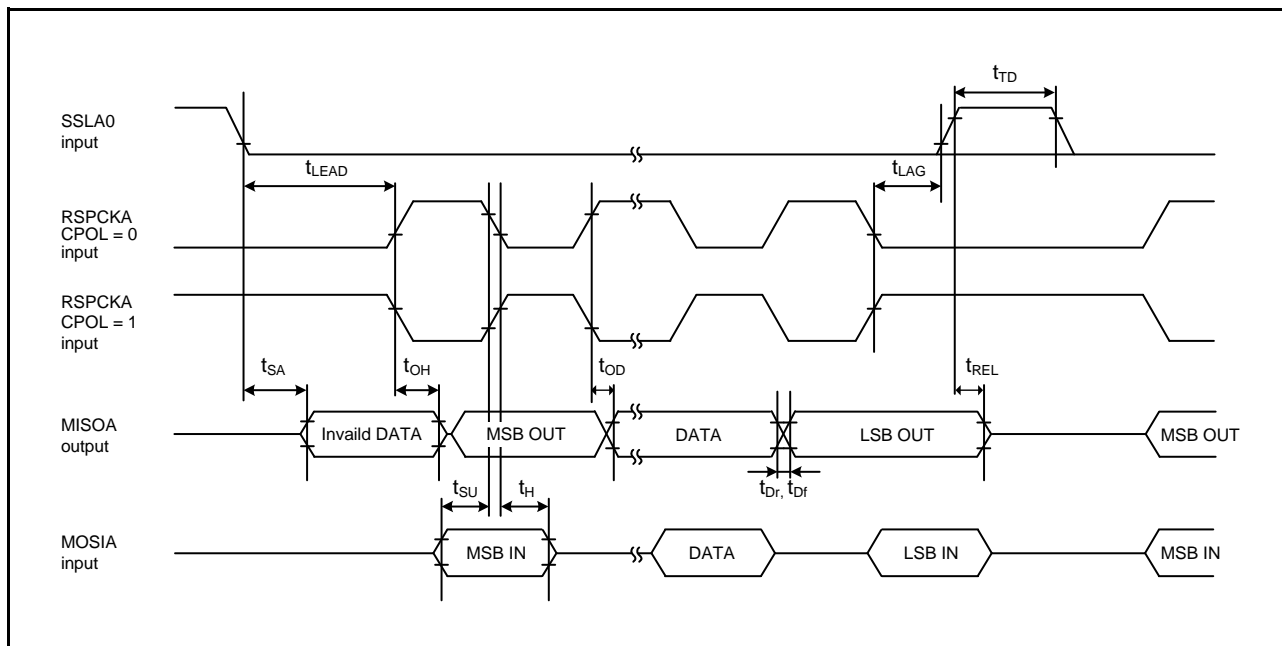 tTD
SSLA0
input
tLEAD
tLAG
RSPCKA
CPOL = 0
input
RSPCKA
CPOL = 1
input
tSA
tOH
tOD
tREL
MISOA
output
Invaild DATA
MSB OUT
DATA
LSB OUT
MSB OUT
tSU
tH
tDr, tDf
MOSIA
input
MSB IN
DATA
LSB IN
MSB IN